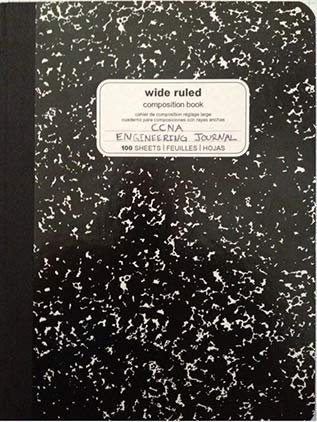 wide ruled
composition book
cahier de composition réglage large
cuaderno para composiciones con rayas anchas
CCNA
ENGINEERING JOURNAL
100 SHEETS | FEUILLES | HOJAS